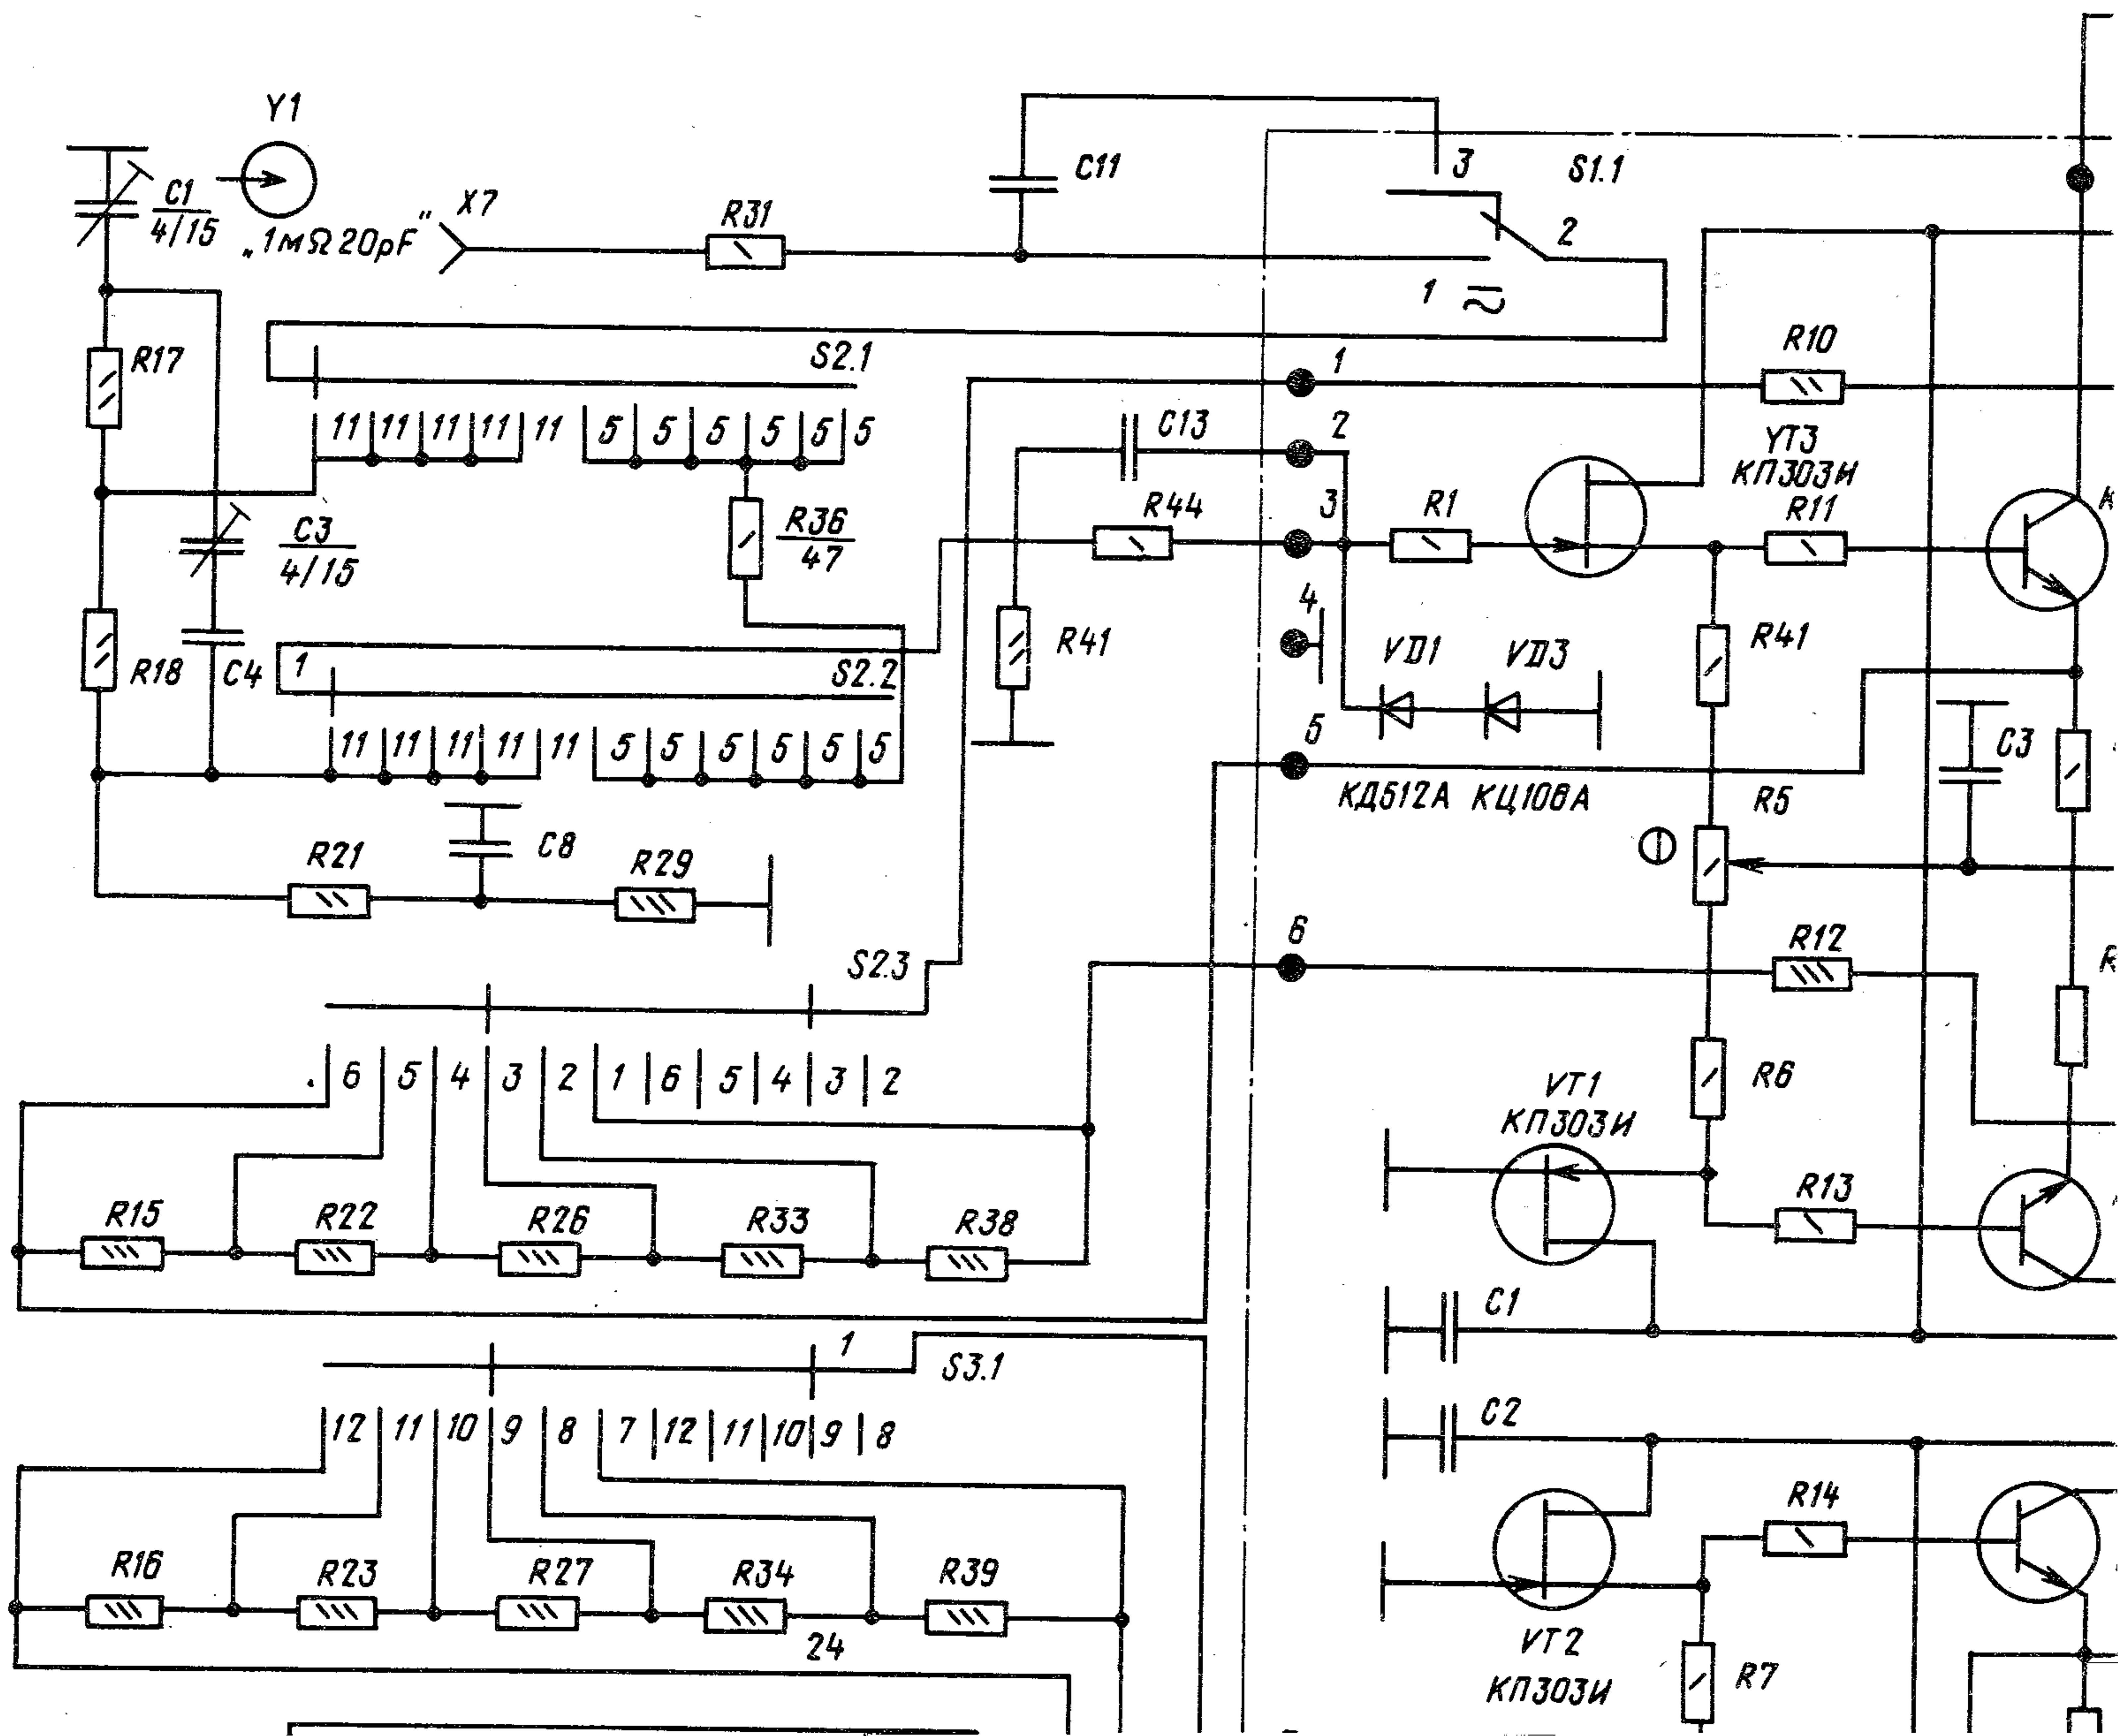 Y1
C1
4/15
„1мΩ20pF"
X7
R31
C11
3
S1.1
2
1
R17
S2.1
11 11 11 11 11 5 5 5 5 5 5
C3
4/15
R36
47
C13
R44
1
2
3
4
5
6
R10
YT3
КП303И
R1
R11
К
R18
C4
1
S2.2
R41
11 11 11 11 11 5 5 5 5 5 5
VD1
VD3
R41
КД512А КЦ106А
R5
C3
R21
C8
R29
S2.3
R12
R
6 5 4 3 2 1 6 5 4 3 2
VT1
КП303И
R6
R15
R22
R26
R33
R38
R13
C1
1
S3.1
12 11 10 9 8 7 12 11 10 9 8
C2
R14
R16
R23
R27
R34
R39
24
VT2
КП303И
R7